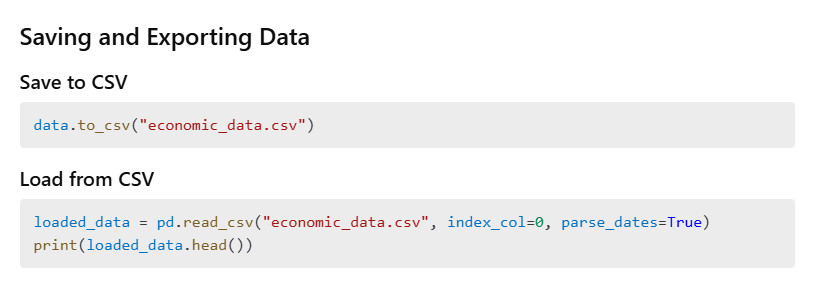 Saving and Exporting Data
Save to CSV
data.to_csv("economic_data.csv")
Load from CSV
loaded_data = pd.read_csv("economic_data.csv", index_col=0, parse_dates=True)
print(loaded_data.head())